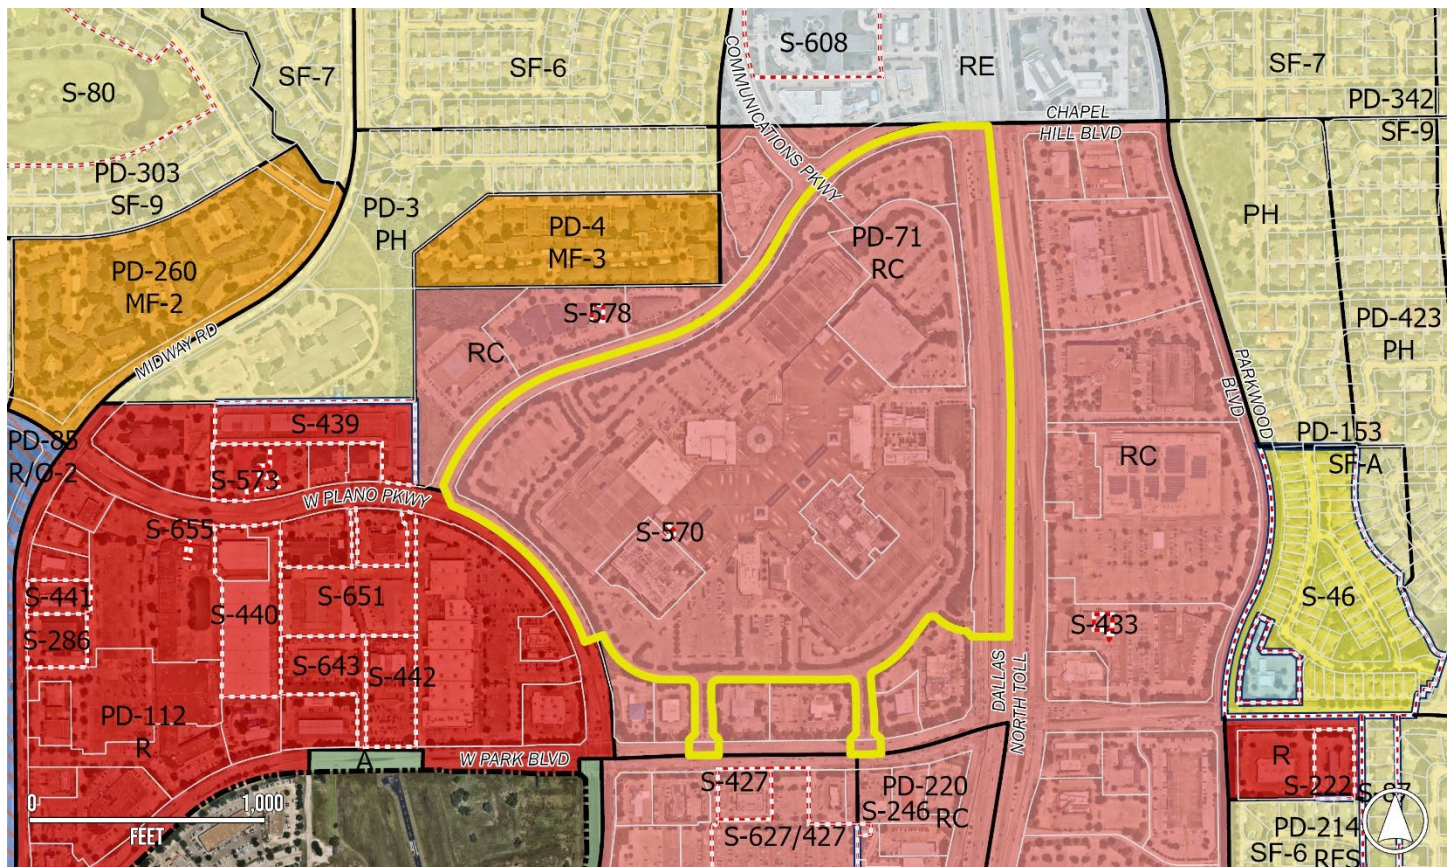 S-608
RE
SF-7
SF-6
SF-7
S-80
COMMUNICATIONS PKWY
PD-342
SF-9
CHAPEL
HILL BLVD
PD-303
SF-9
PD-3
PH
PH
PD-4
MF-3
PD-71
RC
PD-260
MF-2
S-578
PD-423
PH
MIDWAY RD
RC
PARKWOOD
BLVD
S-439
PD-85
R/O-2
PD-153
SF-A
RC
S-573
W PLANO PKWY
S-655
S-570
S-441
S-651
S-46
S-440
S-433
S-286
S-643
S-442
DALLAS
NORTH TOLL
PD-112
R
W PARK BLVD
A
R
S-427
PD-220
RC
S-222
S-87
0
1,000
FEET
S-246
S-627/427
PD-214
SF-6
RFS